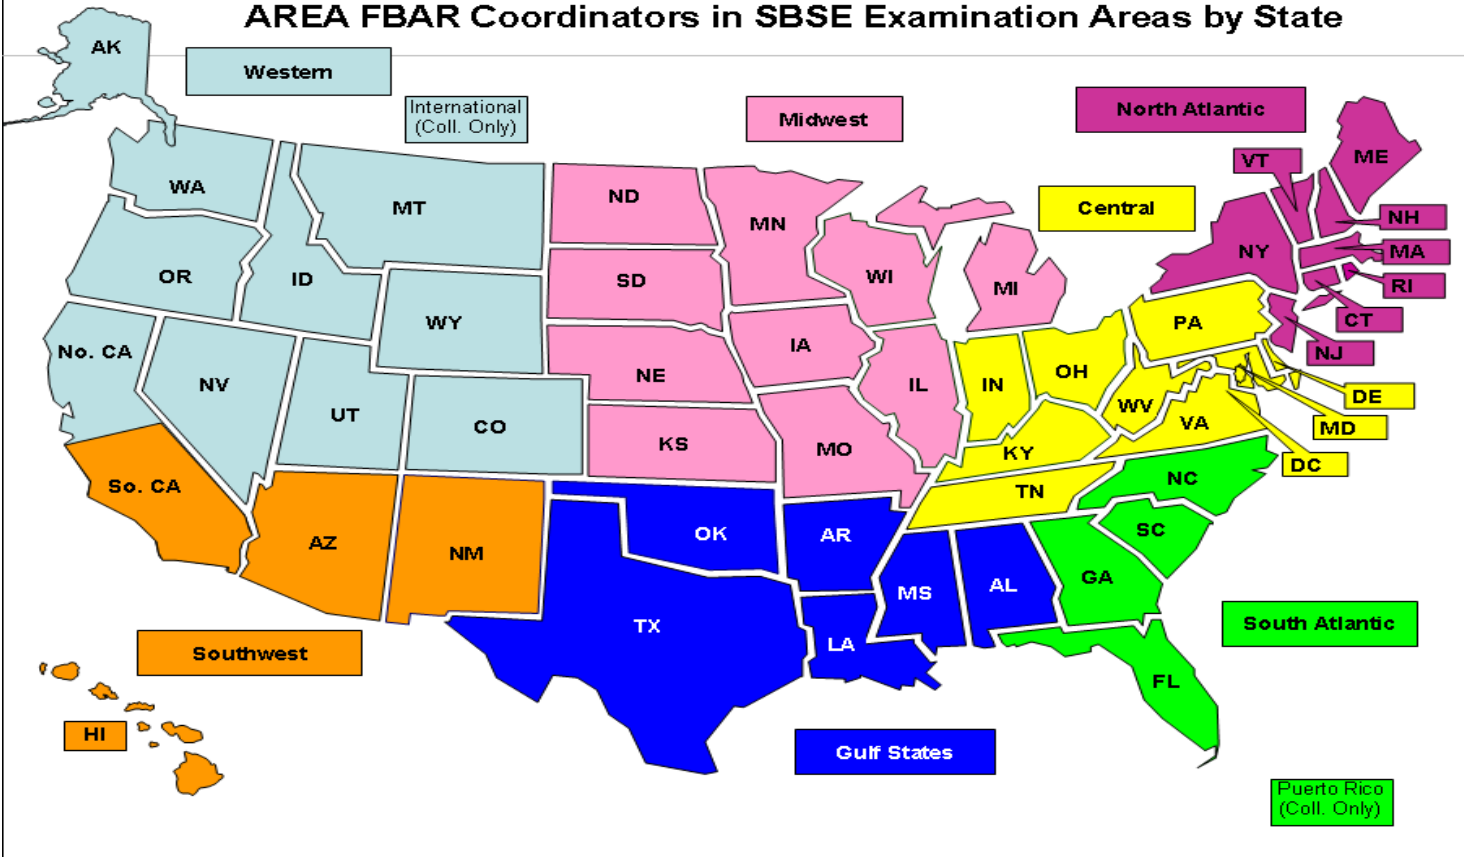 AREA FBAR Coordinators in SBSE Examination Areas by State
AK
Western
International
(Coll. Only)
Midwest
North Atlantic
VT
ME
WA
MT
ND
MN
Central
NH
NY
MA
OR
ID
SD
WI
MI
RI
WY
PA
CT
No. CA
NV
UT
CO
NE
IA
IL
IN
OH
NJ
DE
WV
VA
MD
KS
MO
KY
DC
So. CA
TN
NC
AZ
NM
OK
AR
SC
MS
AL
GA
TX
LA
South Atlantic
Southwest
FL
HI
Gulf States
Puerto Rico
(Coll. Only)